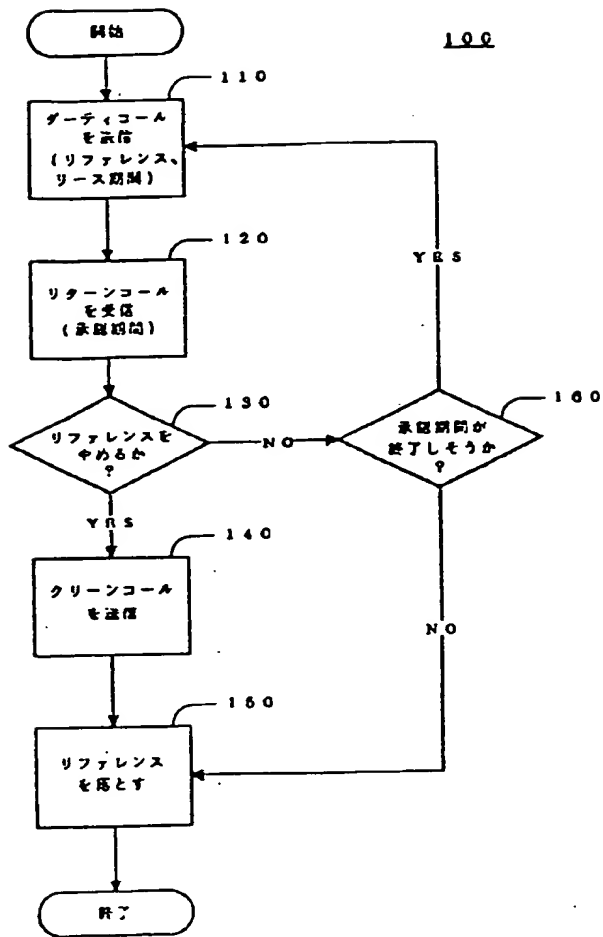 開始
100
110
ダーティコール
を送信
(リファレンス、
リース期間)
120
リターンコール
を受信
(承認期間)
130
リファレンスを
やめるか
?
NO
YES
160
承認期間が
終了しそうか
?
YES
NO
140
クリーンコール
を送信
150
リファレンス
を落とす
終了